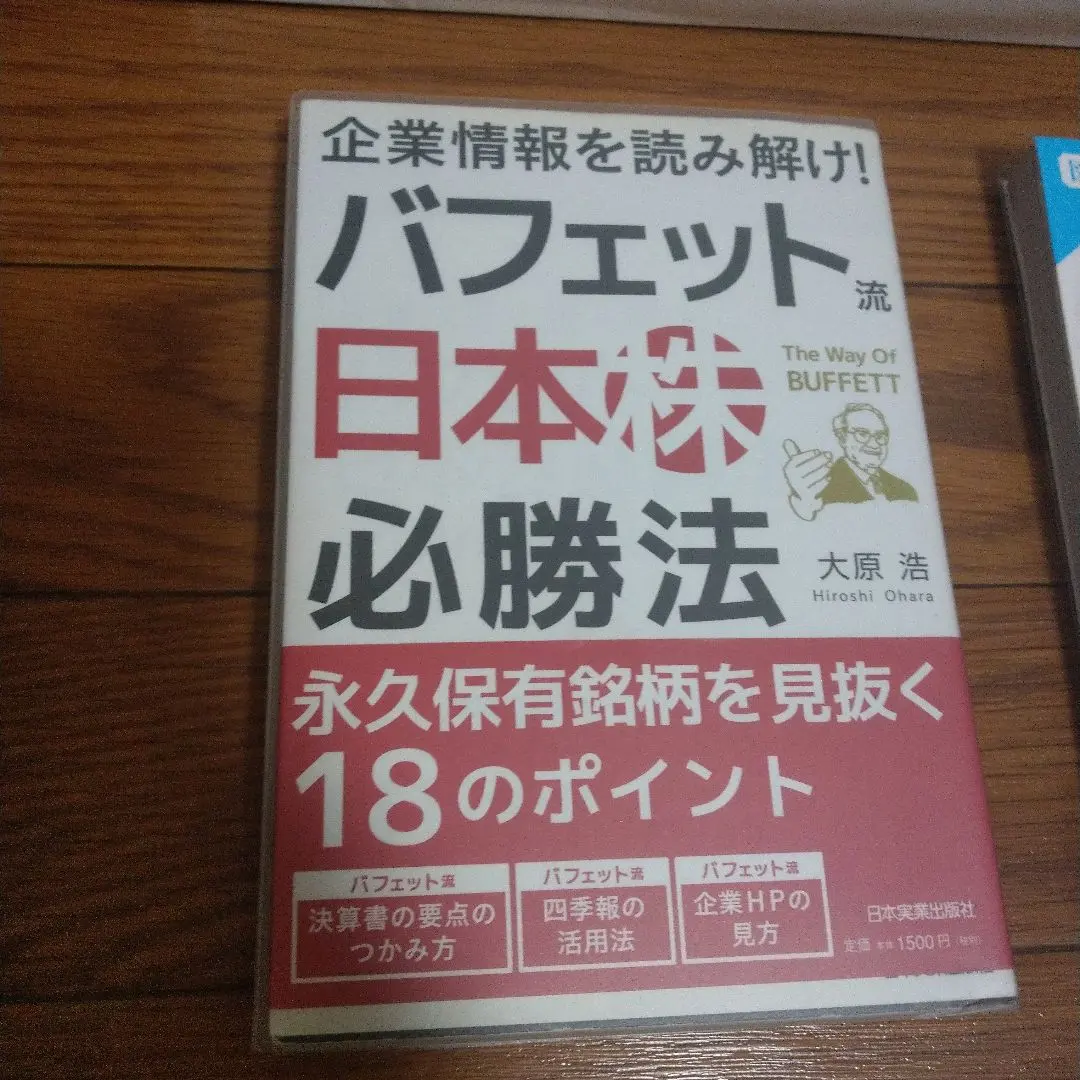 企業情報を読み解け!
バフェット流
日本株
The Way Of
BUFFETT
必勝法
大原 浩
Hiroshi Ohara
永久保有銘柄を見抜く
18のポイント
バフェット流
決算書の要点の
つかみ方
バフェット流
四季報の
活用法
バフェット流
企業HPの
見方
日本実業出版社
定価 本体 1500円(税別)